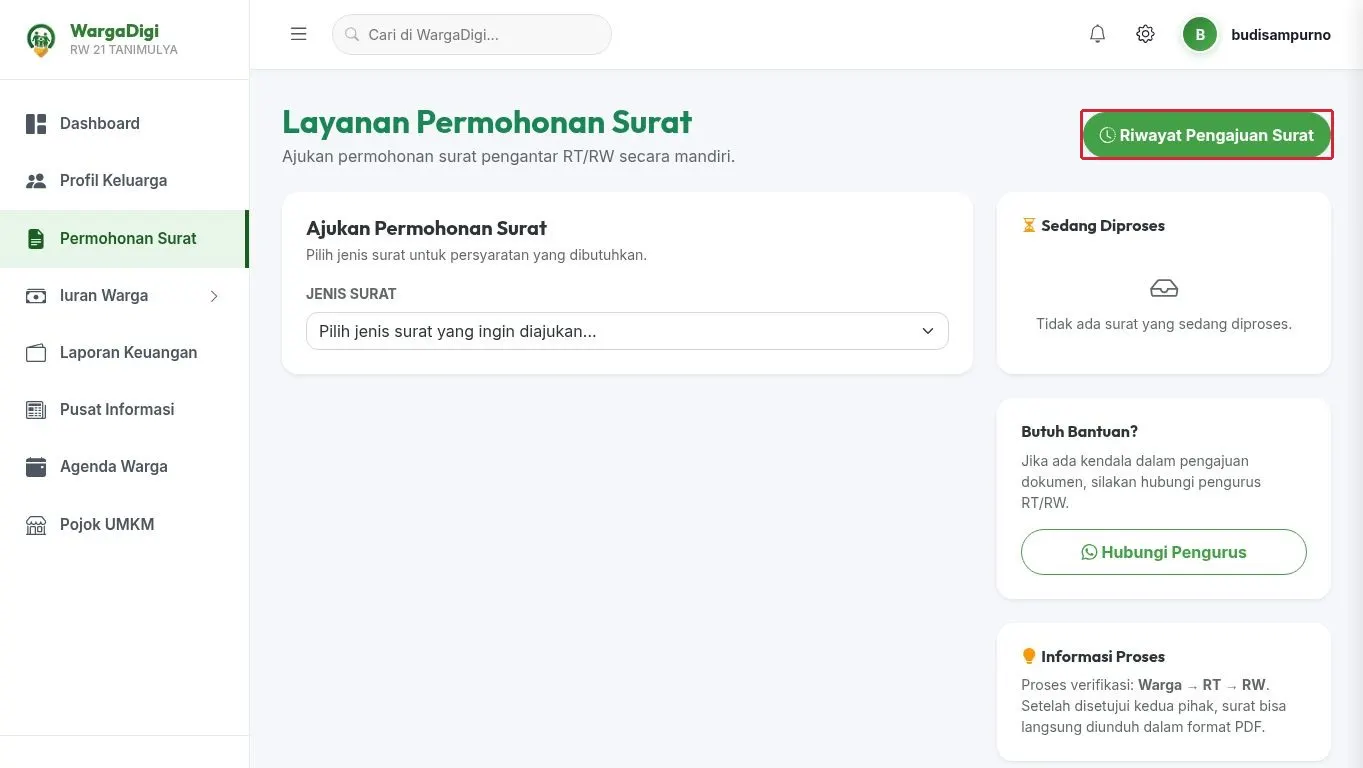 WargaDigi
RW 21 TANIMULYA
Cari di WargaDigi...
B
budisampurno
Dashboard
Profil Keluarga
Permohonan Surat
Iuran Warga
Laporan Keuangan
Pusat Informasi
Agenda Warga
Pojok UMKM
Layanan Permohonan Surat
Ajukan permohonan surat pengantar RT/RW secara mandiri.
Riwayat Pengajuan Surat
Ajukan Permohonan Surat
Pilih jenis surat untuk persyaratan yang dibutuhkan.
JENIS SURAT
Pilih jenis surat yang ingin diajukan...
Sedang Diproses
Tidak ada surat yang sedang diproses.
Butuh Bantuan?
Jika ada kendala dalam pengajuan
dokumen, silakan hubungi pengurus
RT/RW.
Hubungi Pengurus
Informasi Proses
Proses verifikasi: Warga → RT → RW.
Setelah disetujui kedua pihak, surat bisa
langsung diunduh dalam format PDF.